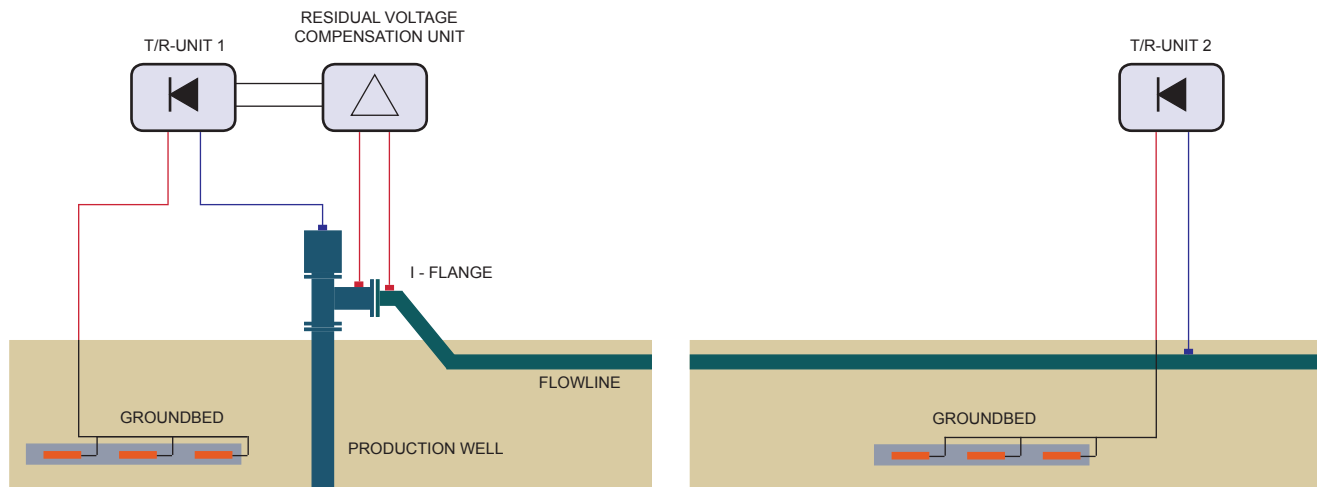 RESIDUAL VOLTAGE
COMPENSATION UNIT
T/R-UNIT 1
T/R-UNIT 2
I - FLANGE
FLOWLINE
GROUNDBED
GROUNDBED
PRODUCTION WELL